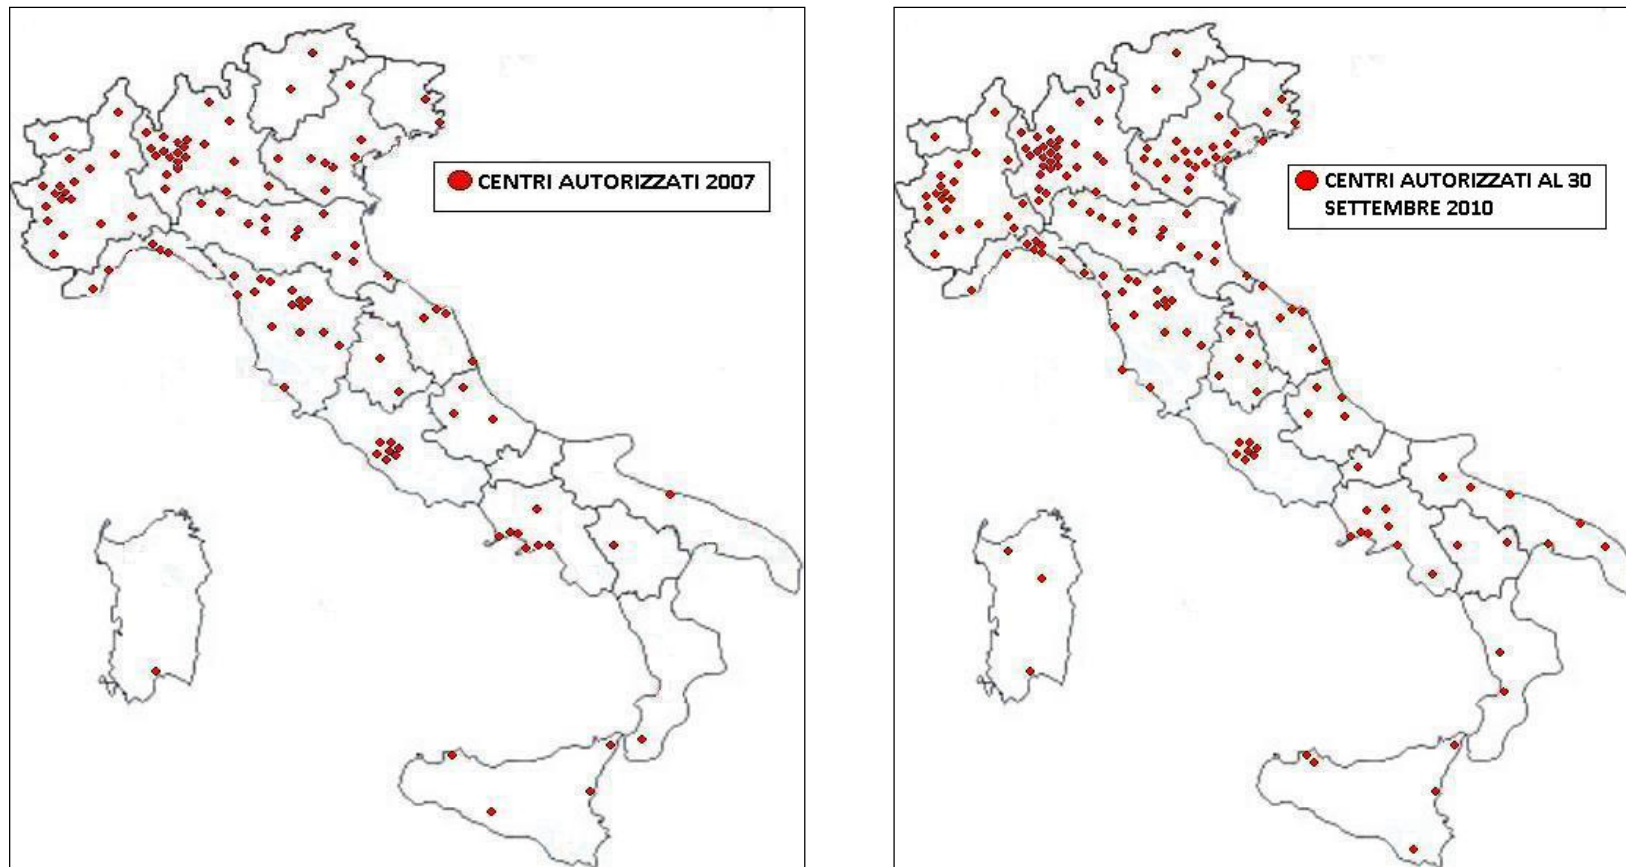 CENTRI AUTORIZZATI 2007
CENTRI AUTORIZZATI AL 30
SETTEMBRE 2010